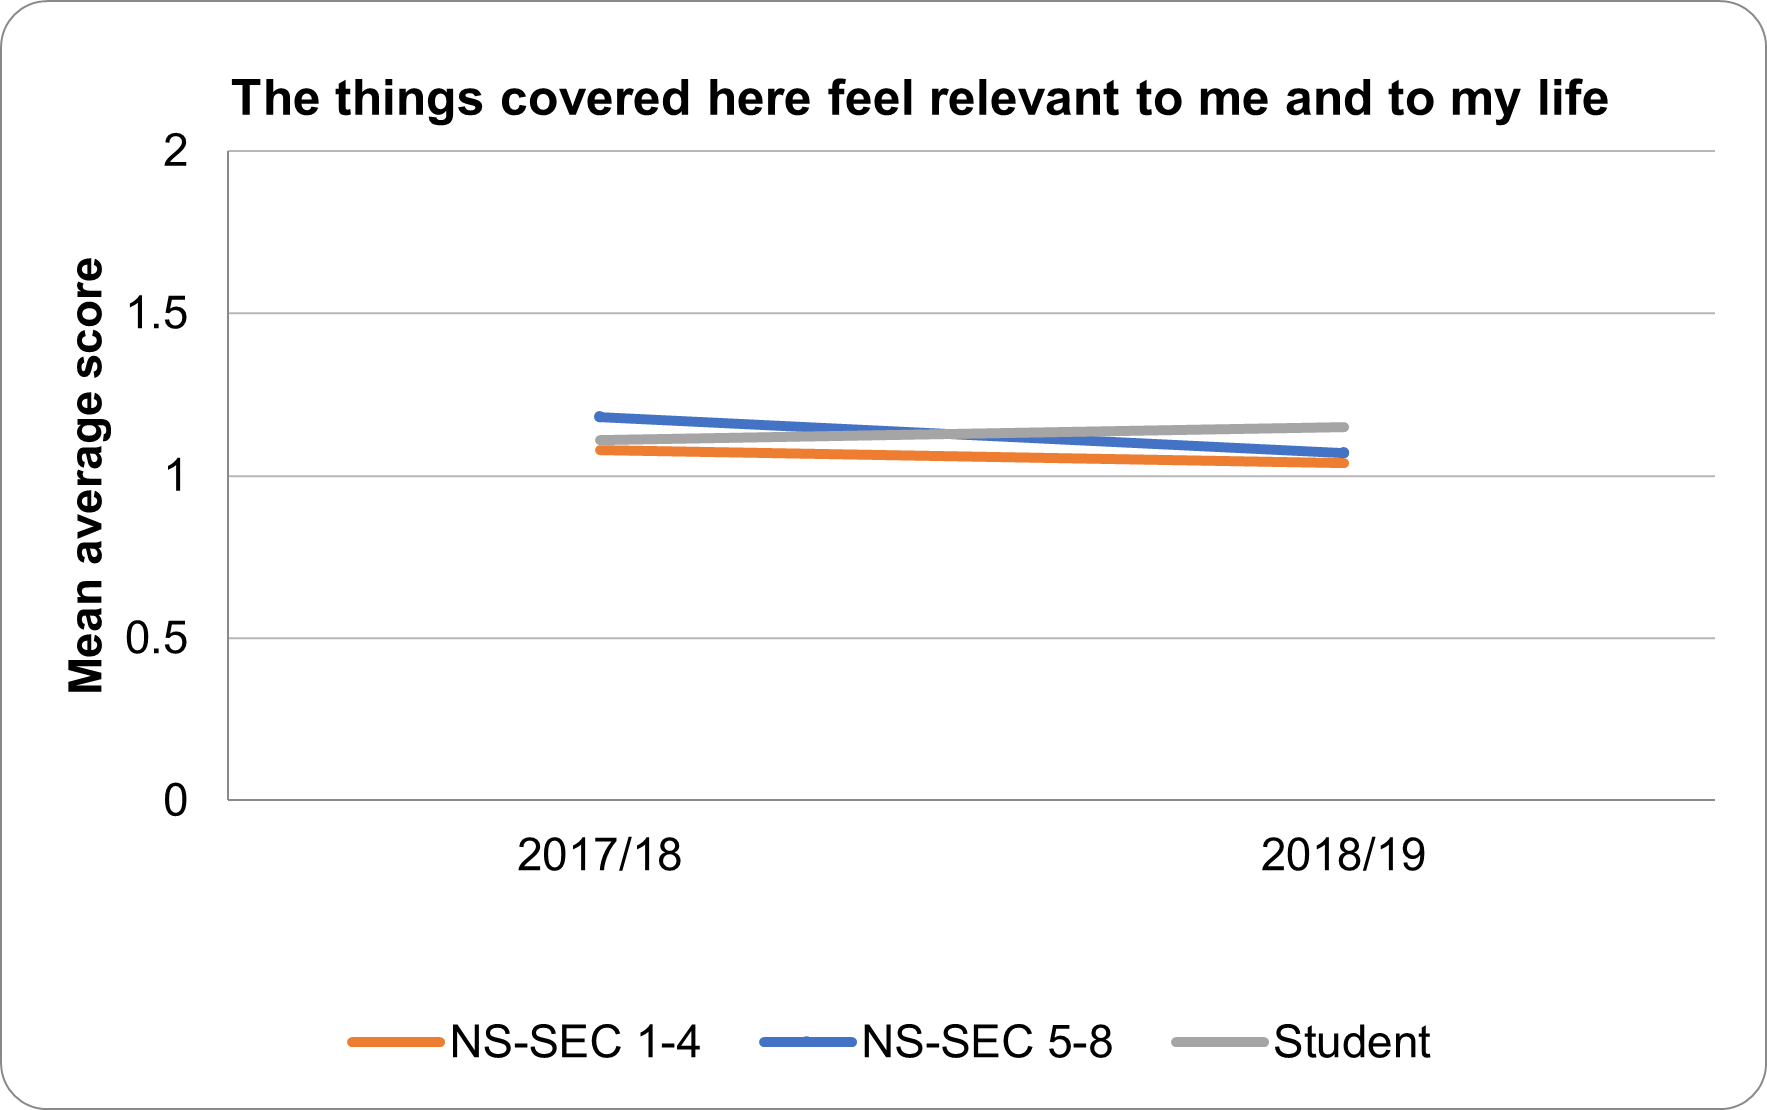 The things covered here feel relevant to me and to my life
Mean average score
2
1.5
1
0.5
0
2017/18 2018/19
NS-SEC 1-4 NS-SEC 5-8 Student